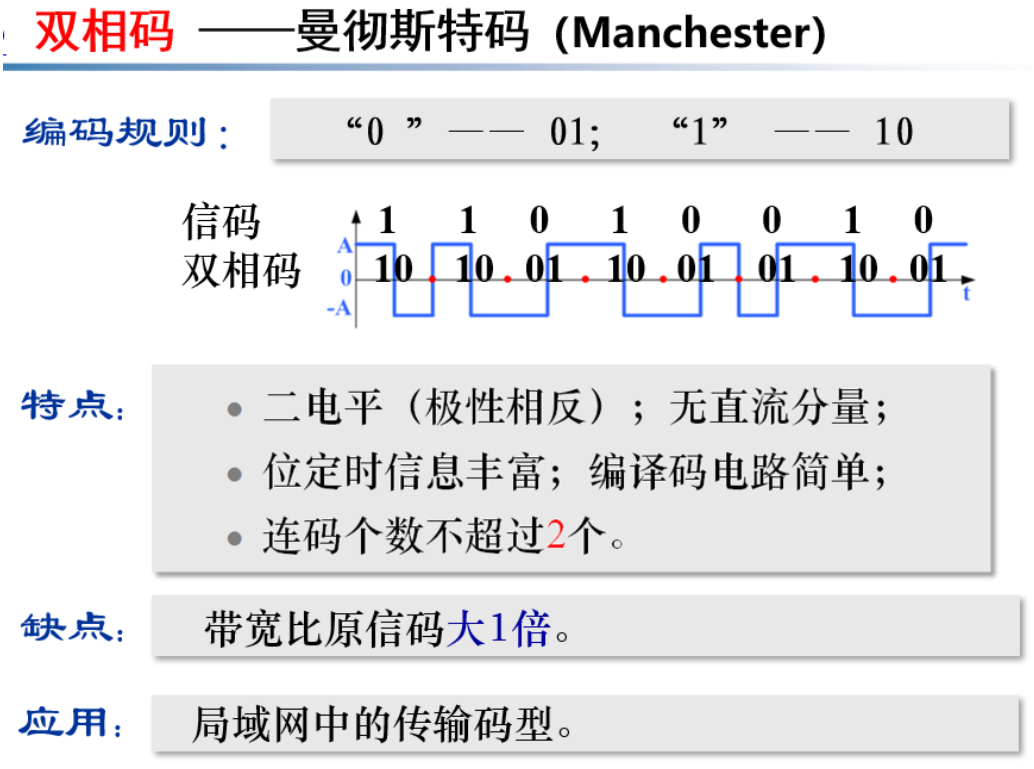 双相码 ——曼彻斯特码 (Manchester)
编码规则: “0 ” —— 01; “1” —— 10
信码 1 1 0 1 0 0 1 0
A
双相码 0 10 . 10 . 01 . 10 . 01 . 01 . 10 . 01
-A t
特点: • 二电平（极性相反）; 无直流分量;
• 位定时信息丰富; 编译码电路简单;
• 连码个数不超过2个。
缺点: 带宽比原信码大1倍。
应用: 局域网中的传输码型。